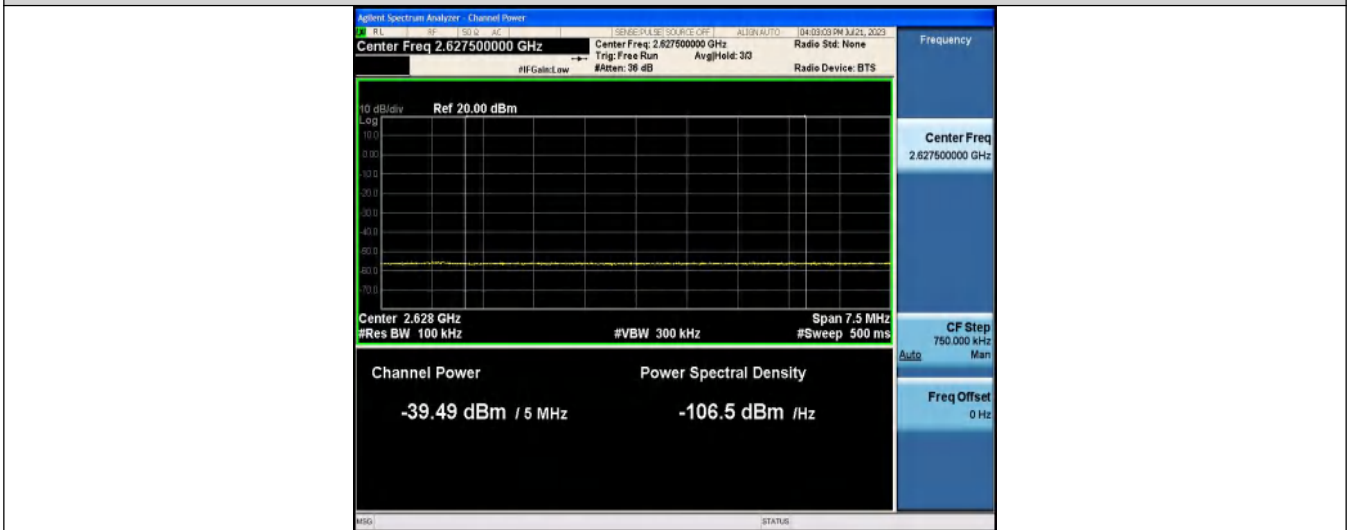 Agilent Spectrum Analyzer - Channel Power
RL RF 50 Ω AC SENSE:PULSE SOURCE OFF ALIGN AUTO 04:03:03 PM Jul 21, 2023
Center Freq 2.627500000 GHz
Center Freq: 2.627500000 GHz
Radio Std: None
Trig: Free Run Avg|Hold: 3/3
#IFGain:Low #Atten: 36 dB Radio Device: BTS
10 dB/div Ref 20.00 dBm
Log
10.0
0.00
-10.0
-20.0
-30.0
-40.0
-50.0
-60.0
-70.0
Center 2.628 GHz Span 7.5 MHz
#Res BW 100 kHz #VBW 300 kHz #Sweep 500 ms
Channel Power Power Spectral Density
-39.49 dBm / 5 MHz -106.5 dBm /Hz
MSG STATUS
Frequency
Center Freq
2.627500000 GHz
CF Step
750.000 kHz
Auto Man
Freq Offset
0 Hz